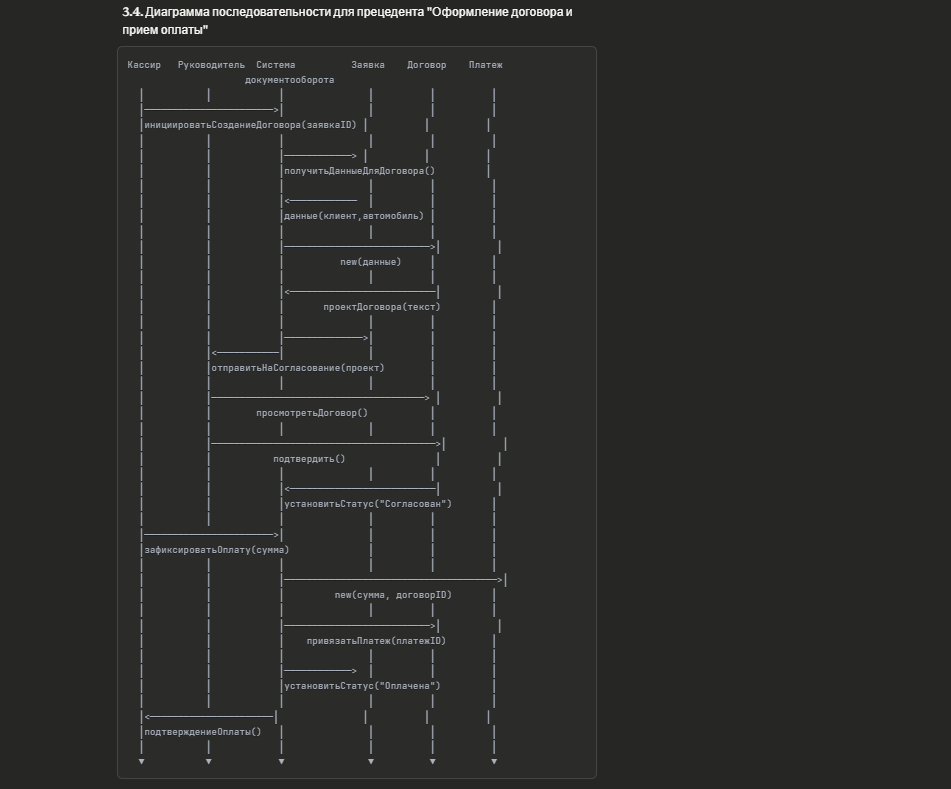 3.4. Диаграмма последовательности для прецедента "Оформление договора и
прием оплаты"
Кассир Руководитель Система Заявка Договор Платеж
документооборота
инициироватьСозданиеДоговора(заявкаID)
получитьДанныеДляДоговора()
данные(клиент,автомобиль)
new(данные)
проектДоговора(текст)
отправитьНаСогласование(проект)
просмотретьДоговор()
подтвердить()
установитьСтатус("Согласован")
зафиксироватьОплату(сумма)
new(сумма, договорID)
привязатьПлатеж(платежID)
установитьСтатус("Оплачена")
подтверждениеОплаты()